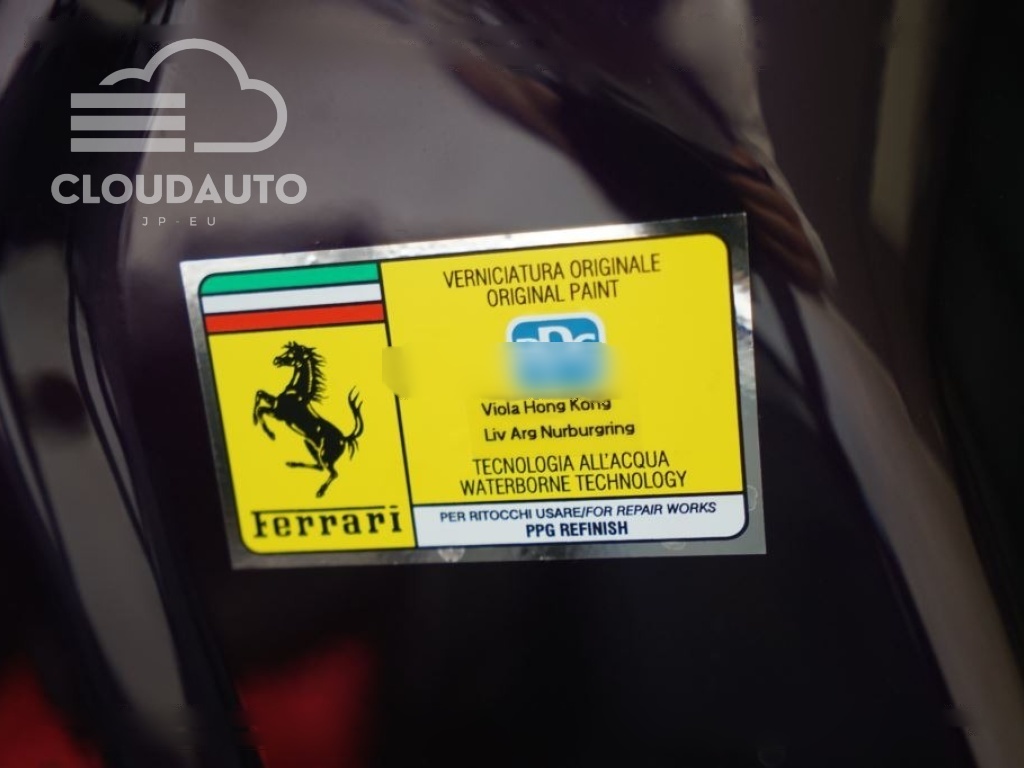 CLOUDAUTO
JP·EU
VERNICIATURA ORIGINALE
ORIGINAL PAINT
Viola Hong Kong
Liv Arg Nurburgring
TECNOLOGIA ALL'ACQUA
WATERBORNE TECHNOLOGY
Ferrari
PER RITOCCHI USARE/FOR REPAIR WORKS
PPG REFINISH